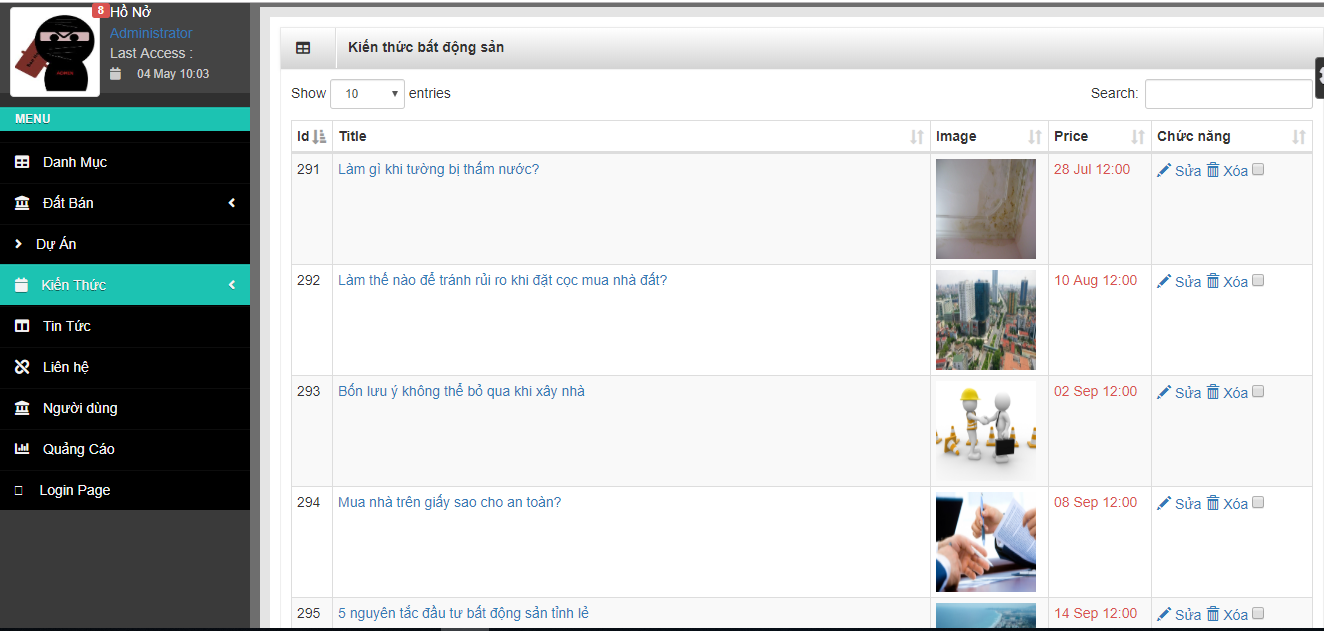 8 Hồ Nở
Administrator
Last Access :
04 May 10:03
MENU
Danh Mục
Đất Bán
Dự Án
Kiến Thức
Tin Tức
Liên hệ
Người dùng
Quảng Cáo
Login Page
Kiến thức bất động sản
Show 10 entries Search:
Id Title Image Price Chức năng
291 Làm gì khi tường bị thấm nước? 28 Jul 12:00 Sửa Xóa
292 Làm thế nào để tránh rủi ro khi đặt cọc mua nhà đất? 10 Aug 12:00 Sửa Xóa
293 Bốn lưu ý không thể bỏ qua khi xây nhà 02 Sep 12:00 Sửa Xóa
294 Mua nhà trên giấy sao cho an toàn? 08 Sep 12:00 Sửa Xóa
295 5 nguyên tắc đầu tư bất động sản tỉnh lẻ 14 Sep 12:00 Sửa Xóa